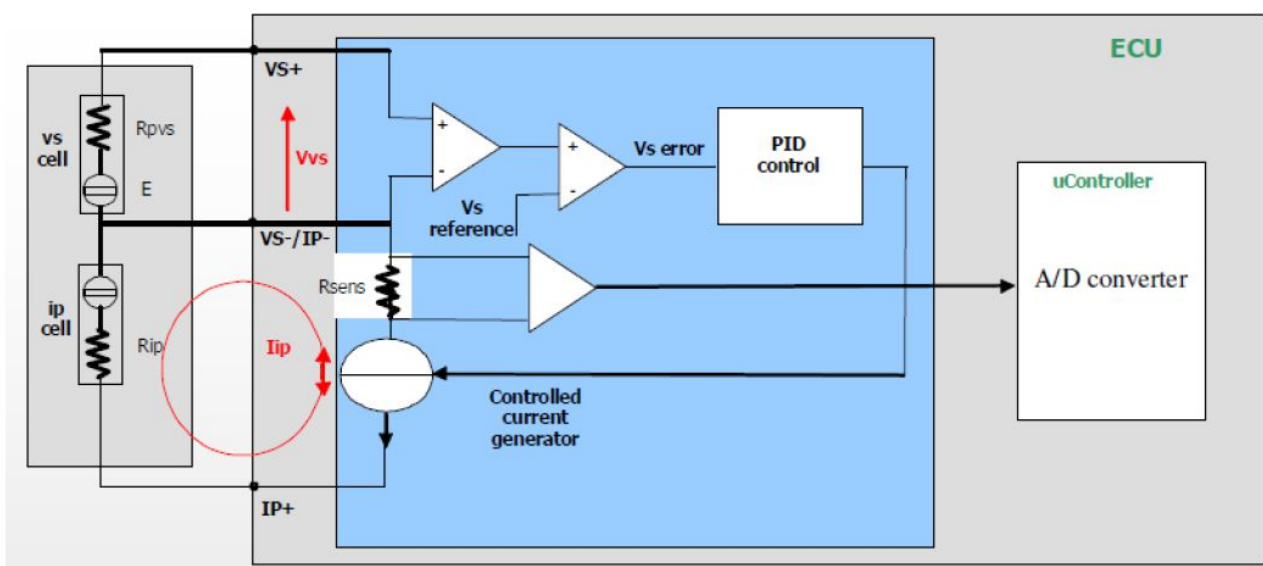 ECU
VS+
vs
cell
Rpvs
E
Vvs
+
-
+
-
Vs error
PID
control
uController
A/D converter
Vs
reference
VS-/IP-
Rsens
ip
cell
Rip
Iip
Controlled
current
generator
IP+